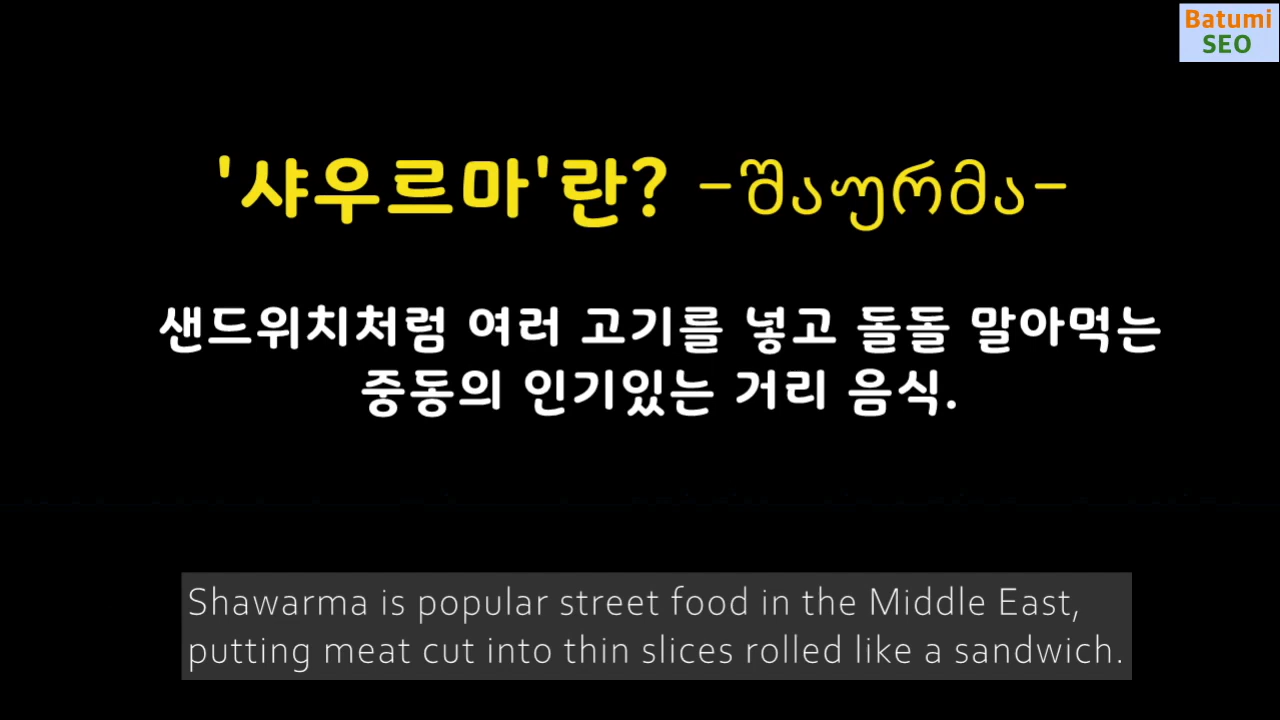 Batumi
SEO
'샤우르마'란? -შაურმა-
샌드위치처럼 여러 고기를 넣고 돌돌 말아먹는
중동의 인기있는 거리 음식.
Shawarma is popular street food in the Middle East,
putting meat cut into thin slices rolled like a sandwich.